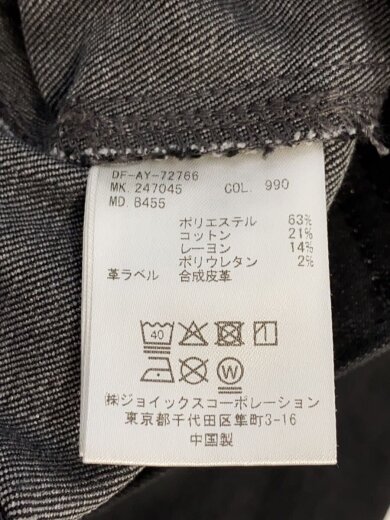 DF-AY-72766
MK. 247045 COL. 990
MD. B455
ポリエステル 63%
コットン 21%
レーヨン 14%
ポリウレタン 2%
革ラベル 合成皮革
40
W
㈱ジョイックスコーポレーション
東京都千代田区隼町3-16
中国製